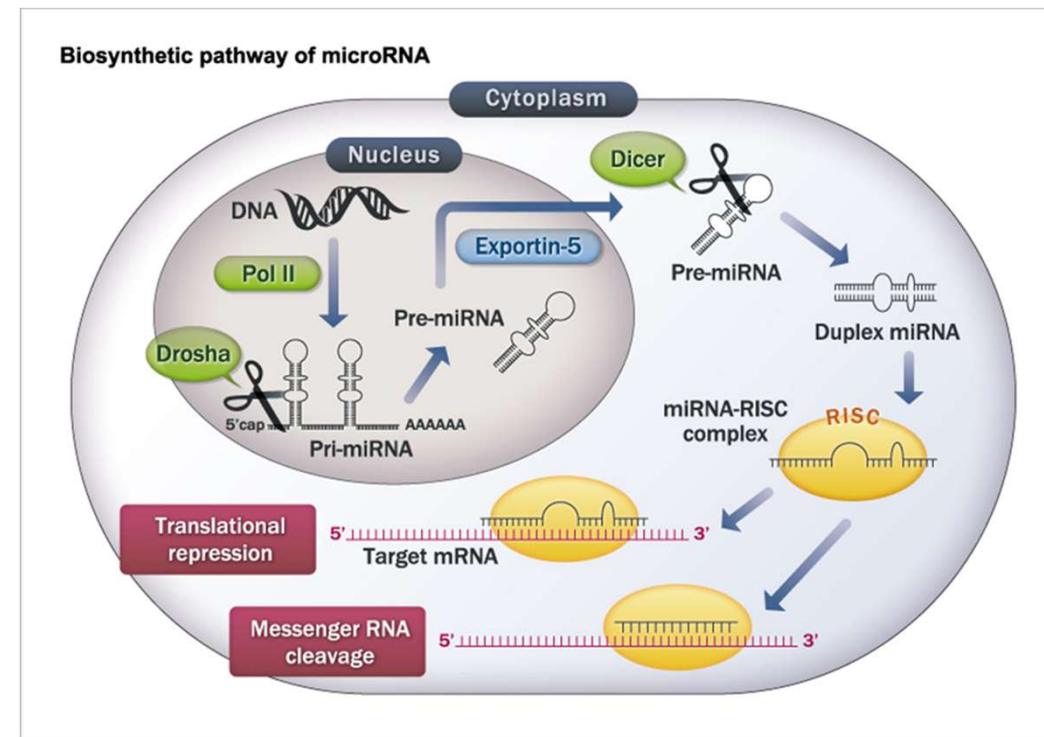 Biosynthetic pathway of microRNA
Cytoplasm
Nucleus
Dicer
DNA
Exportin-5
Pol II
Pre-miRNA
Pre-miRNA
Duplex miRNA
Drosha
5'cap
AAAAAA
Pri-miRNA
miRNA-RISC
complex
RISC
Translational
repression
5'
3'
Target mRNA
Messenger RNA
cleavage
5'
3'